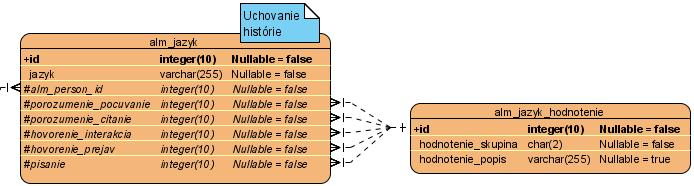 Uchovanie
histórie
alm_jazyk
+id integer(10) Nullable = false
jazyk varchar(255) Nullable = false
#alm_person_id integer(10) Nullable = false
#porozumenie_pocuvanie integer(10) Nullable = false
#porozumenie_citanie integer(10) Nullable = false
#hovorenie_interakcia integer(10) Nullable = false
#hovorenie_prejav integer(10) Nullable = false
#pisanie integer(10) Nullable = false
alm_jazyk_hodnotenie
+id integer(10) Nullable = false
hodnotenie_skupina char(2) Nullable = false
hodnotenie_popis varchar(255) Nullable = true